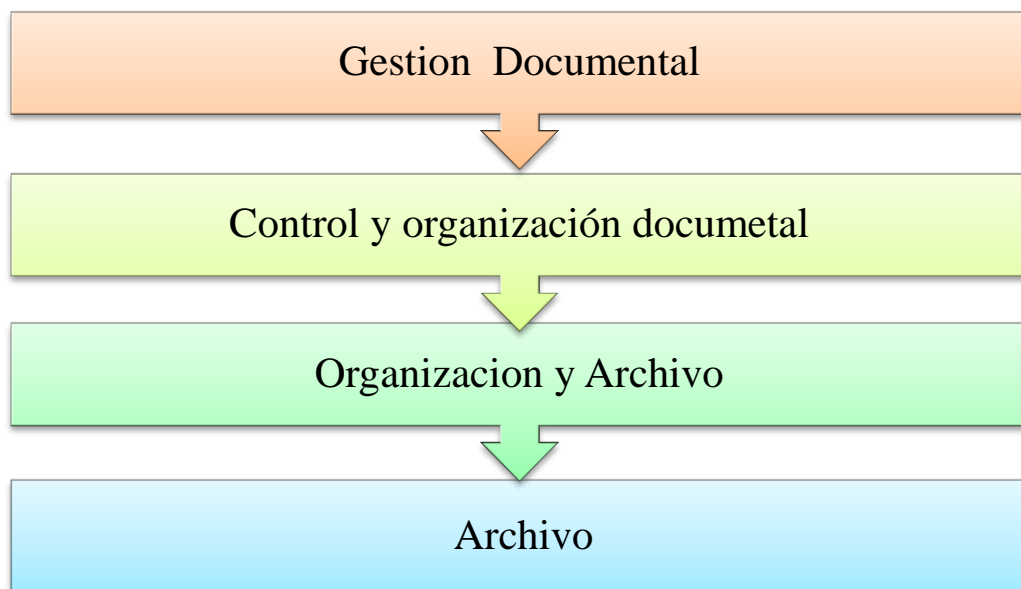 Gestion  Documental
Control y organización documetal
Organizacion y Archivo
Archivo